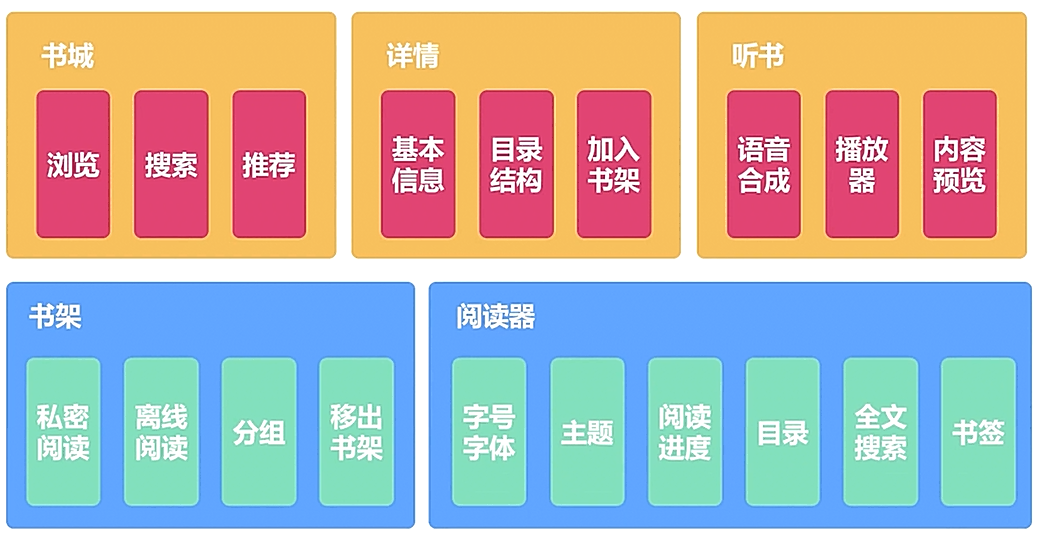 书城
浏览
搜索
推荐
详情
基本
信息
目录
结构
加入
书架
听书
语音
合成
播放
器
内容
预览
书架
私密
阅读
离线
阅读
分组
移出
书架
阅读器
字号
字体
主题
阅读
进度
目录
全文
搜索
书签